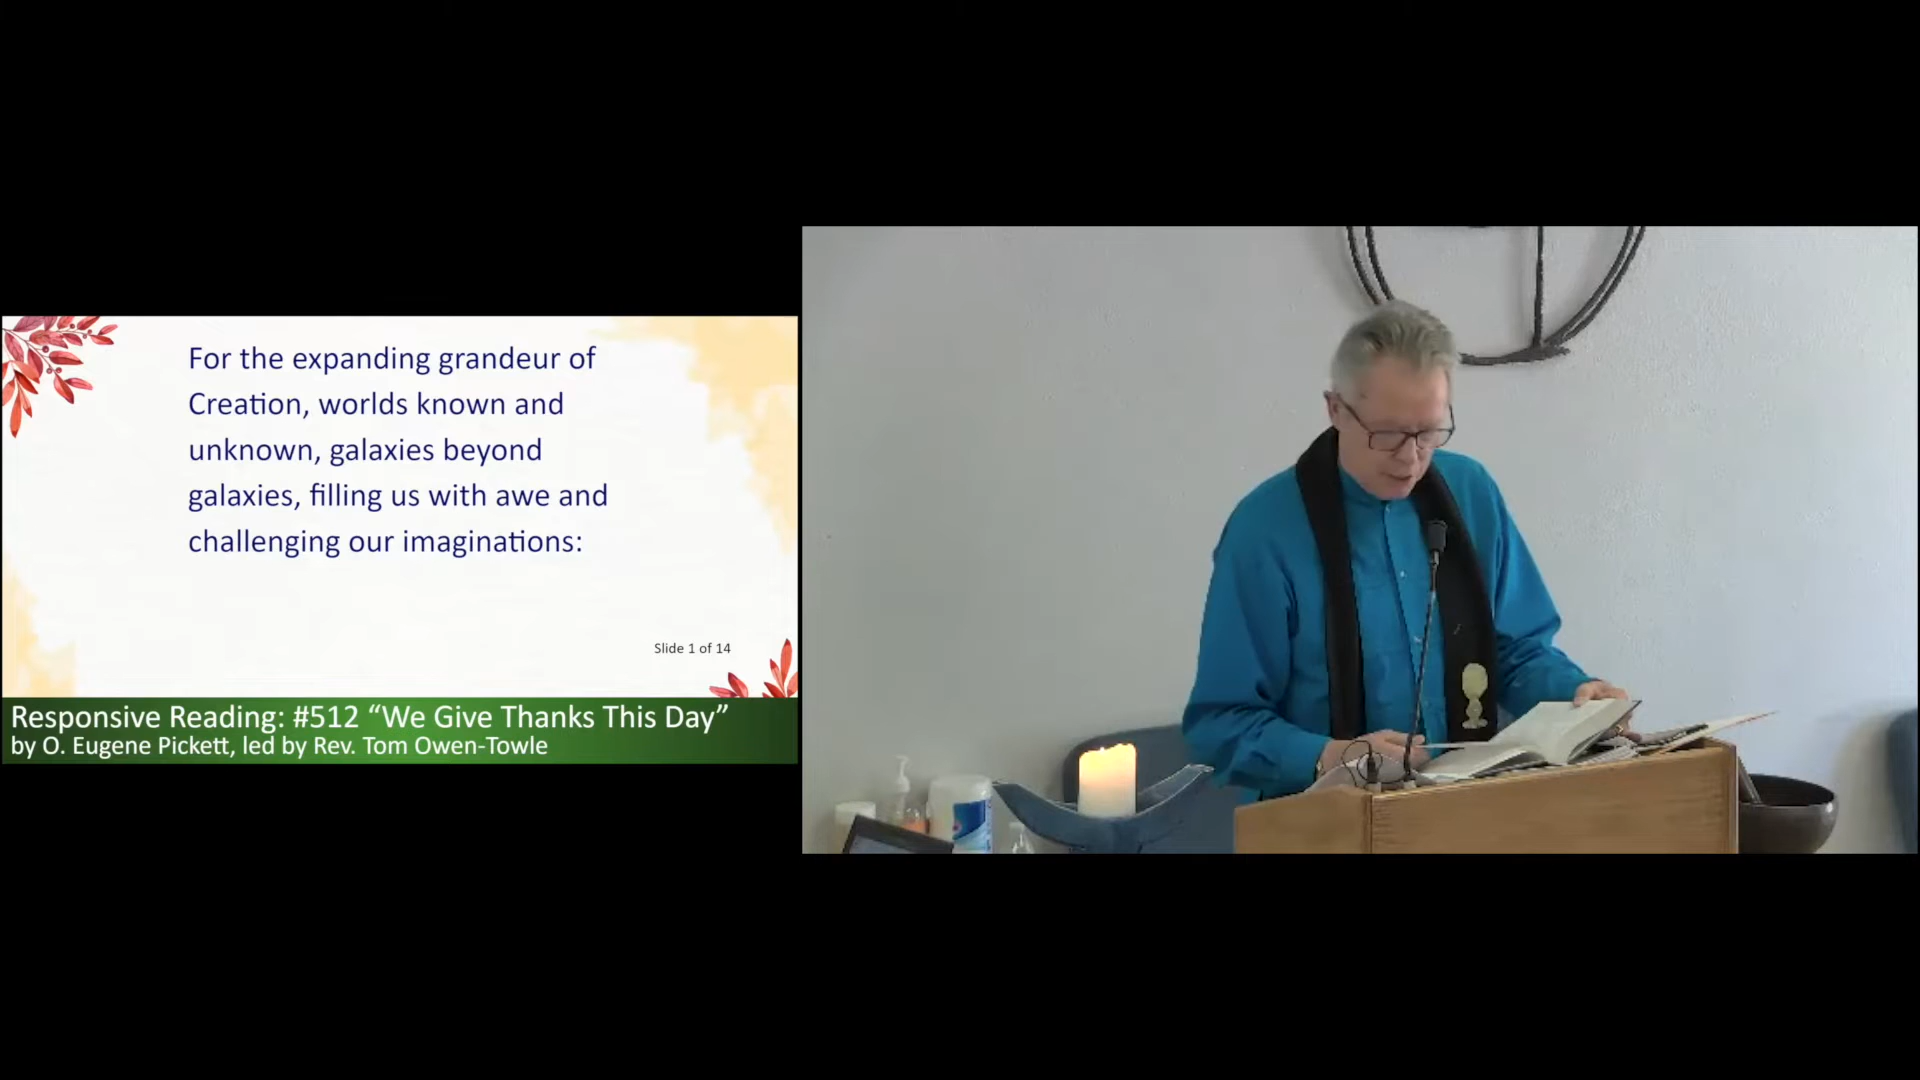 For the expanding grandeur of
Creation, worlds known and
unknown, galaxies beyond
galaxies, filling us with awe and
challenging our imaginations:
Slide 1 of 14
Responsive Reading: #512 “We Give Thanks This Day”
by O. Eugene Pickett, led by Rev. Tom Owen-Towle